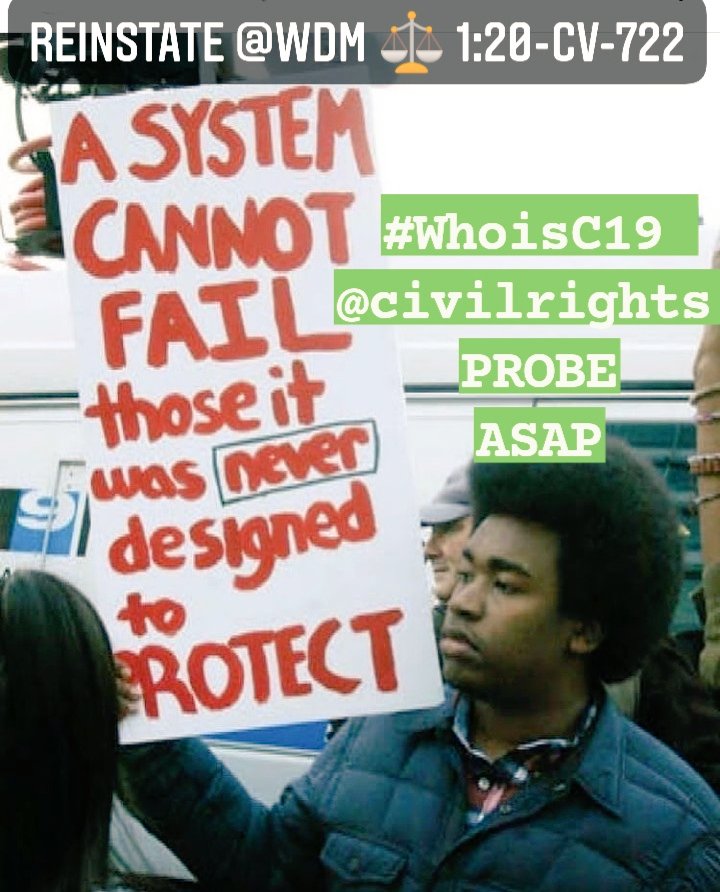 REINSTATE @WDM ⚖️ 1:20-CV-722
A SYSTEM
CANNOT
FAIL
those it
was never
designed
to
PROTECT
#WhoisC19
@civilrights
PROBE
ASAP
9